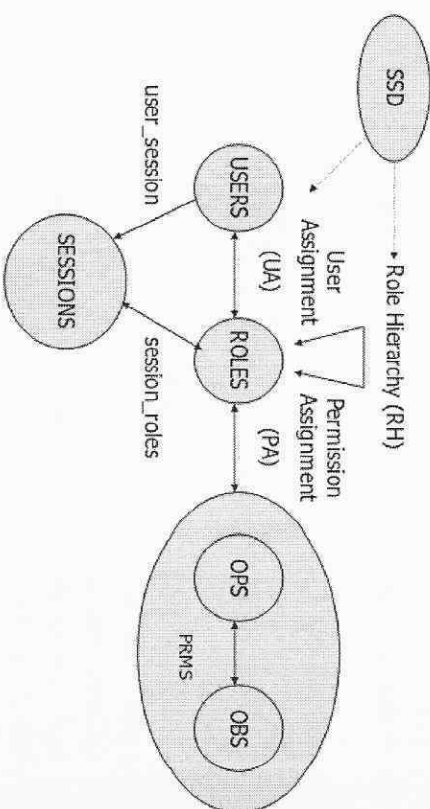 SSD
Role Hierarchy (RH)
User
Assignment
(UA)
Permission
Assignment
(PA)
USERS
ROLES
OPS
OBS
PRMS
user_session
session_roles
SESSIONS